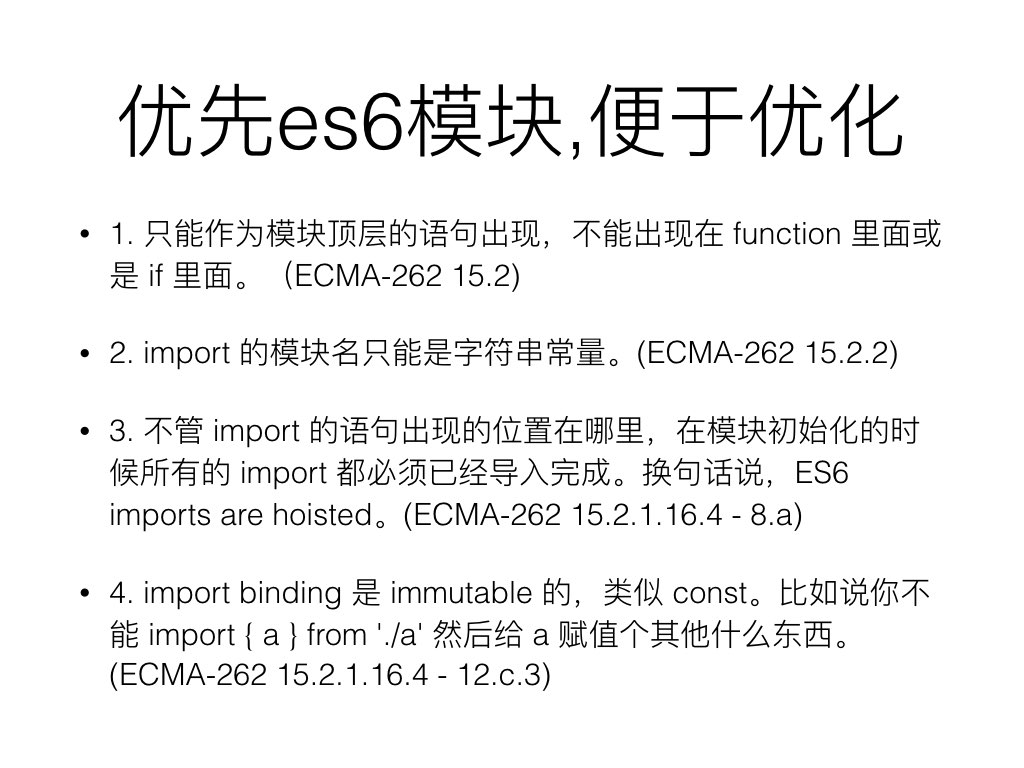 优先es6模块,便于优化
• 1. 只能作为模块顶层的语句出现，不能出现在 function 里面或
是 if 里面。（ECMA-262 15.2)
• 2. import 的模块名只能是字符串常量。(ECMA-262 15.2.2)
• 3. 不管 import 的语句出现的位置在哪里，在模块初始化的时
候所有的 import 都必须已经导入完成。换句话说，ES6
imports are hoisted。(ECMA-262 15.2.1.16.4 - 8.a)
• 4. import binding 是 immutable 的，类似 const。比如说你不
能 import { a } from './a' 然后给 a 赋值个其他什么东西。
(ECMA-262 15.2.1.16.4 - 12.c.3)